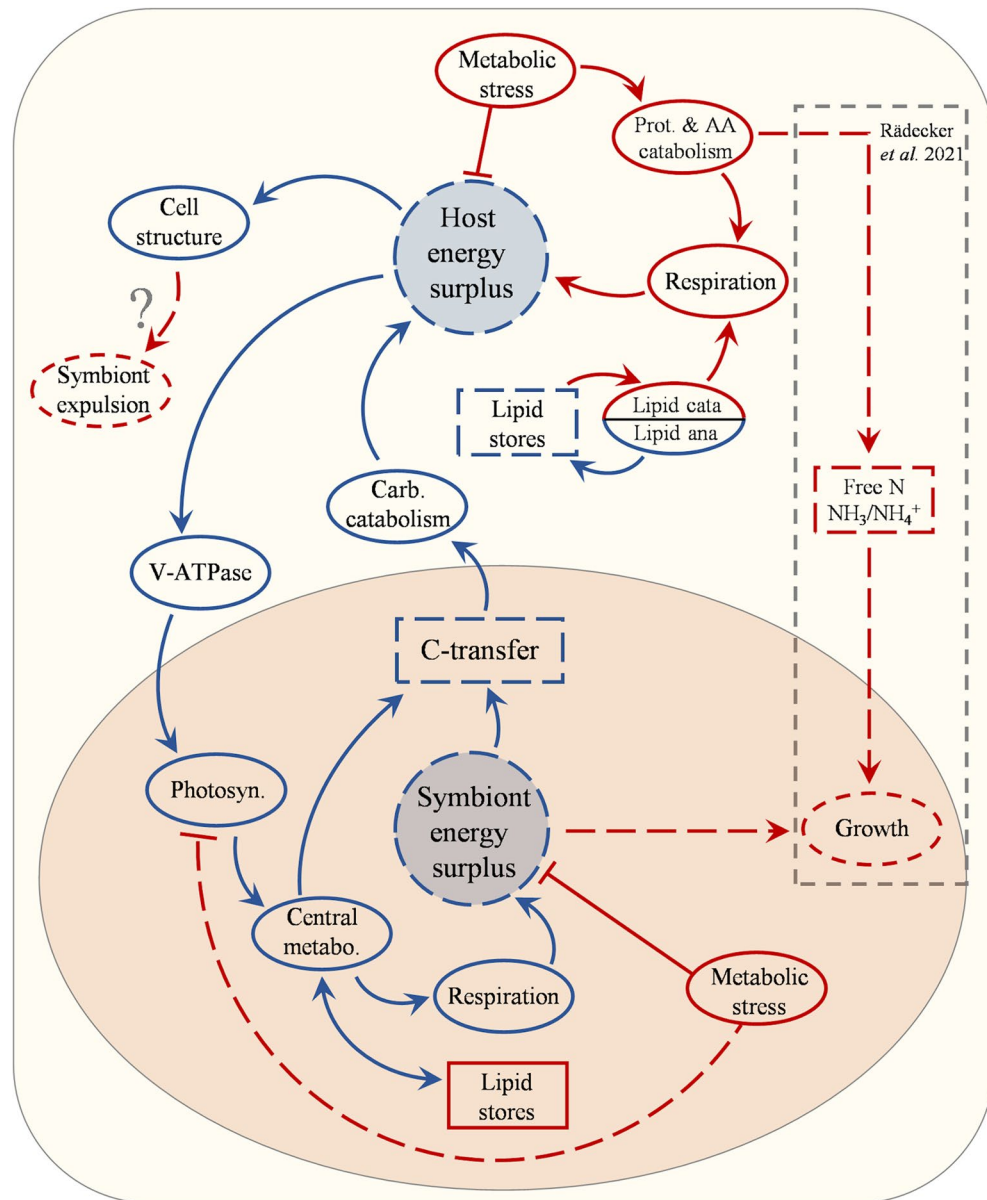 Metabolic
stress
Prot. & AA
catabolism
Rädecker
et al. 2021
Cell
structure
Host
energy
surplus
Respiration
?
Symbiont
expulsion
Lipid
stores
Lipid cata
Lipid ana
Carb.
catabolism
Free N
NH₃/NH₄⁺
V-ATPase
C-transfer
Photosyn.
Symbiont
energy
surplus
Growth
Central
metabo.
Respiration
Metabolic
stress
Lipid
stores